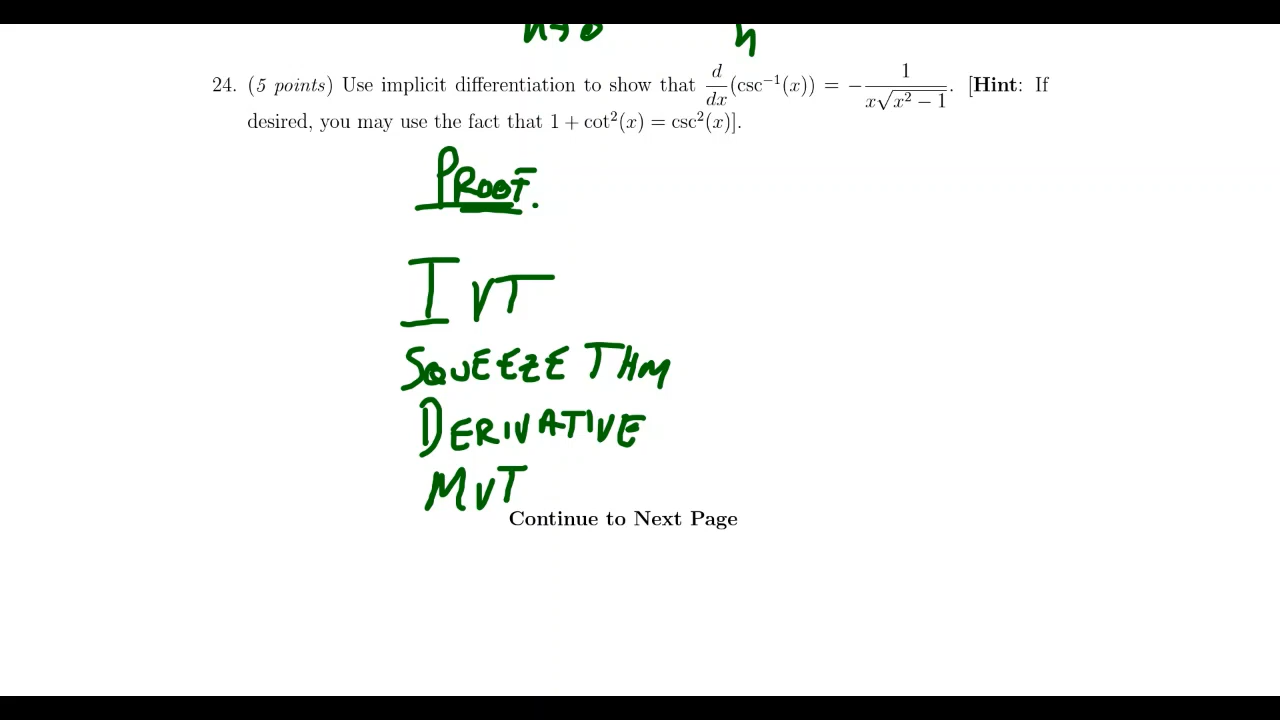 h→0 h
24. (5 points) Use implicit differentiation to show that d/dx (csc⁻¹(x)) = − 1/(x√(x² − 1)). [Hint: If
desired, you may use the fact that 1 + cot²(x) = csc²(x)].
PROOF.
IVT
SQUEEZE THM
DERIVATIVE
MVT
Continue to Next Page